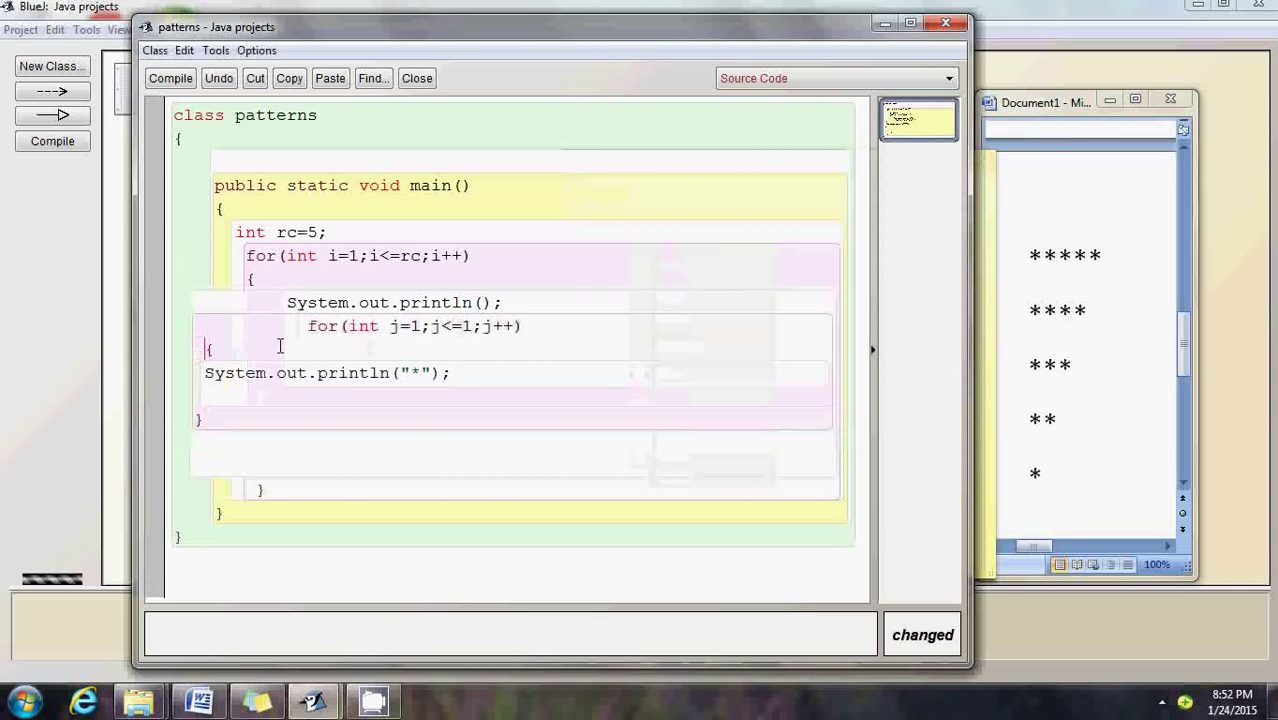 BlueJ: Java projects
Project Edit Tools View
New Class...
Compile
patterns - Java projects
Class Edit Tools Options
Compile Undo Cut Copy Paste Find... Close Source Code
class patterns
{
public static void main()
{
int rc=5;
for(int i=1;i<=rc;i++)
{
System.out.println();
for(int j=1;j<=1;j++)
{
System.out.println("*");
}
}
}
}
changed
Document1 - Mi...
*****
****
***
**
*
100%
8:52 PM
1/24/2015